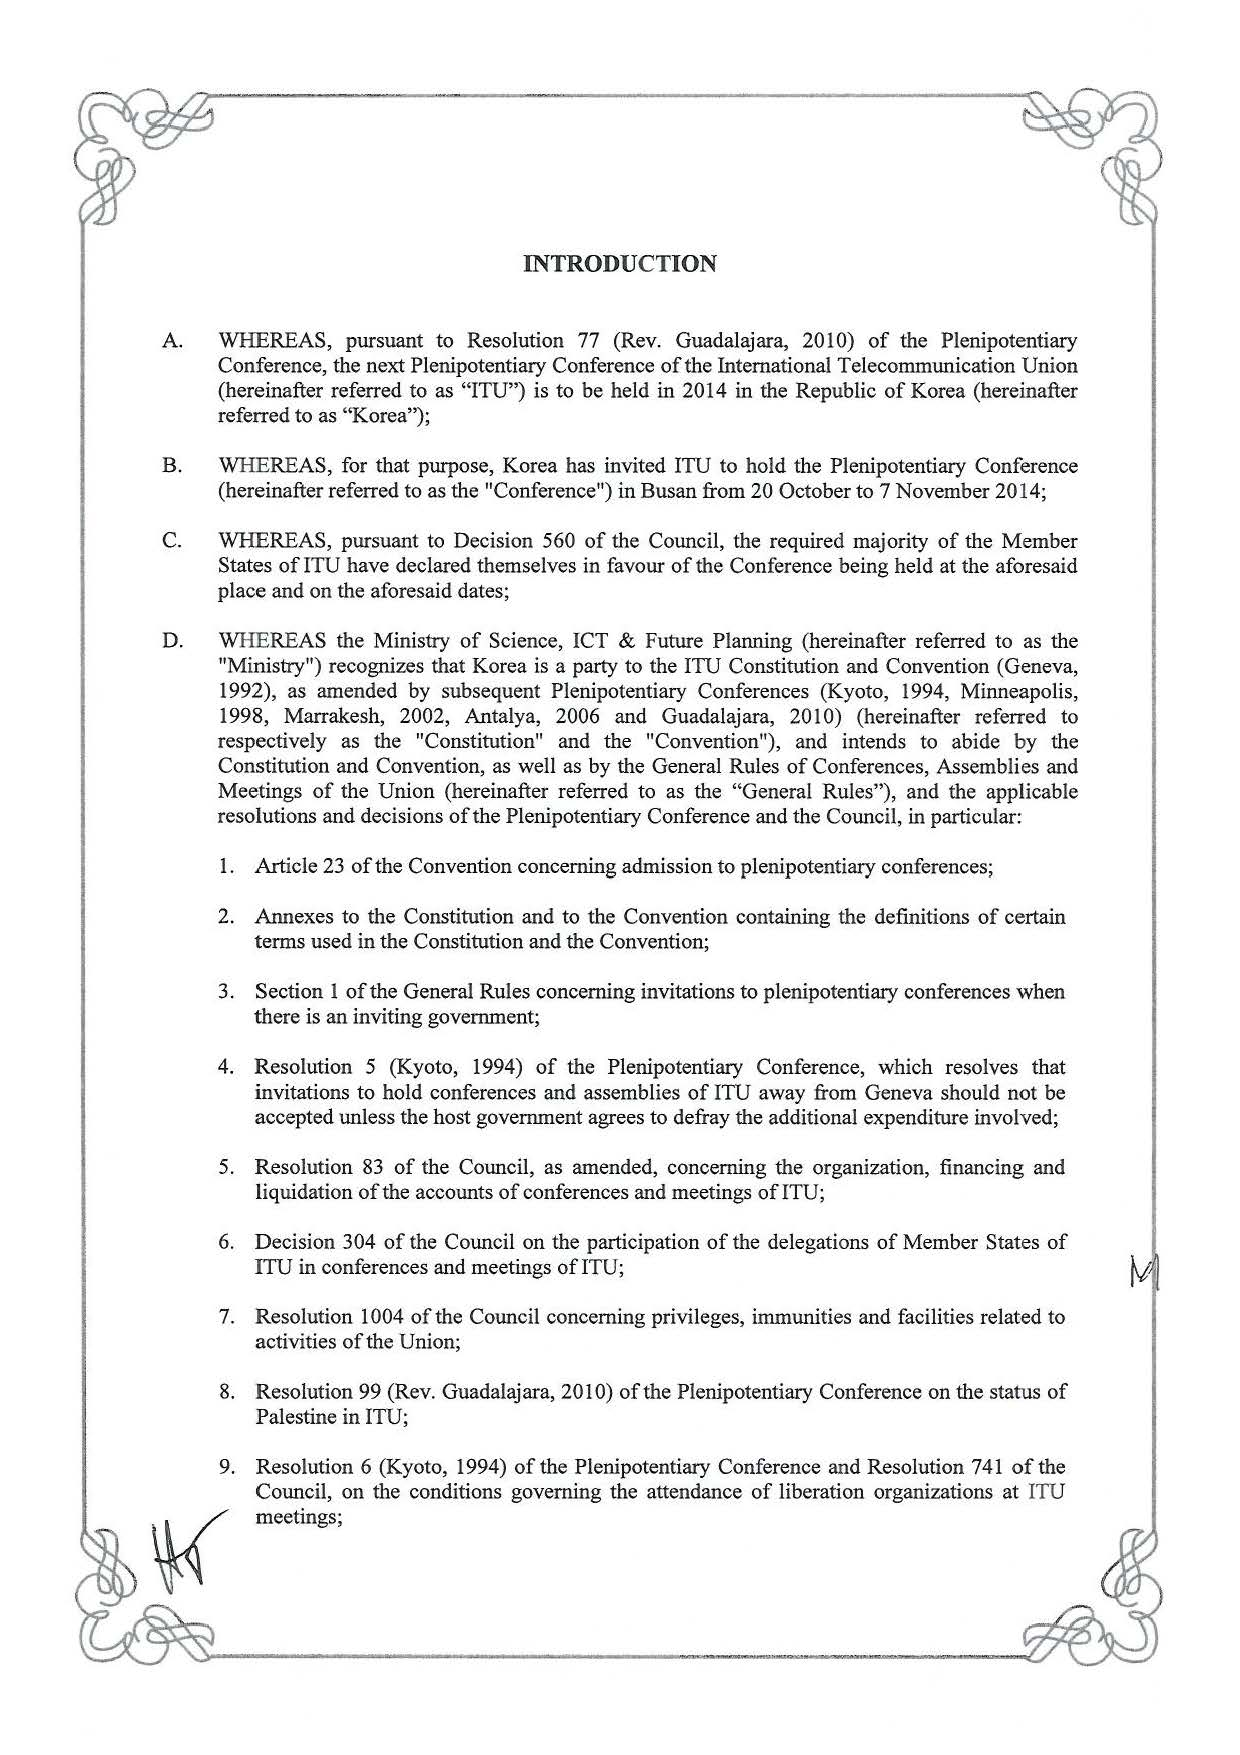 INTRODUCTION
A. WHEREAS, pursuant to Resolution 77 (Rev. Guadalajara, 2010) of the Plenipotentiary
Conference, the next Plenipotentiary Conference of the International Telecommunication Union
(hereinafter referred to as “ITU”) is to be held in 2014 in the Republic of Korea (hereinafter
referred to as “Korea”);
B. WHEREAS, for that purpose, Korea has invited ITU to hold the Plenipotentiary Conference
(hereinafter referred to as the "Conference") in Busan from 20 October to 7 November 2014;
C. WHEREAS, pursuant to Decision 560 of the Council, the required majority of the Member
States of ITU have declared themselves in favour of the Conference being held at the aforesaid
place and on the aforesaid dates;
D. WHEREAS the Ministry of Science, ICT & Future Planning (hereinafter referred to as the
"Ministry") recognizes that Korea is a party to the ITU Constitution and Convention (Geneva,
1992), as amended by subsequent Plenipotentiary Conferences (Kyoto, 1994, Minneapolis,
1998, Marrakesh, 2002, Antalya, 2006 and Guadalajara, 2010) (hereinafter referred to
respectively as the "Constitution" and the "Convention"), and intends to abide by the
Constitution and Convention, as well as by the General Rules of Conferences, Assemblies and
Meetings of the Union (hereinafter referred to as the “General Rules”), and the applicable
resolutions and decisions of the Plenipotentiary Conference and the Council, in particular:
1. Article 23 of the Convention concerning admission to plenipotentiary conferences;
2. Annexes to the Constitution and to the Convention containing the definitions of certain
terms used in the Constitution and the Convention;
3. Section 1 of the General Rules concerning invitations to plenipotentiary conferences when
there is an inviting government;
4. Resolution 5 (Kyoto, 1994) of the Plenipotentiary Conference, which resolves that
invitations to hold conferences and assemblies of ITU away from Geneva should not be
accepted unless the host government agrees to defray the additional expenditure involved;
5. Resolution 83 of the Council, as amended, concerning the organization, financing and
liquidation of the accounts of conferences and meetings of ITU;
6. Decision 304 of the Council on the participation of the delegations of Member States of
ITU in conferences and meetings of ITU;
7. Resolution 1004 of the Council concerning privileges, immunities and facilities related to
activities of the Union;
8. Resolution 99 (Rev. Guadalajara, 2010) of the Plenipotentiary Conference on the status of
Palestine in ITU;
9. Resolution 6 (Kyoto, 1994) of the Plenipotentiary Conference and Resolution 741 of the
Council, on the conditions governing the attendance of liberation organizations at ITU
meetings;